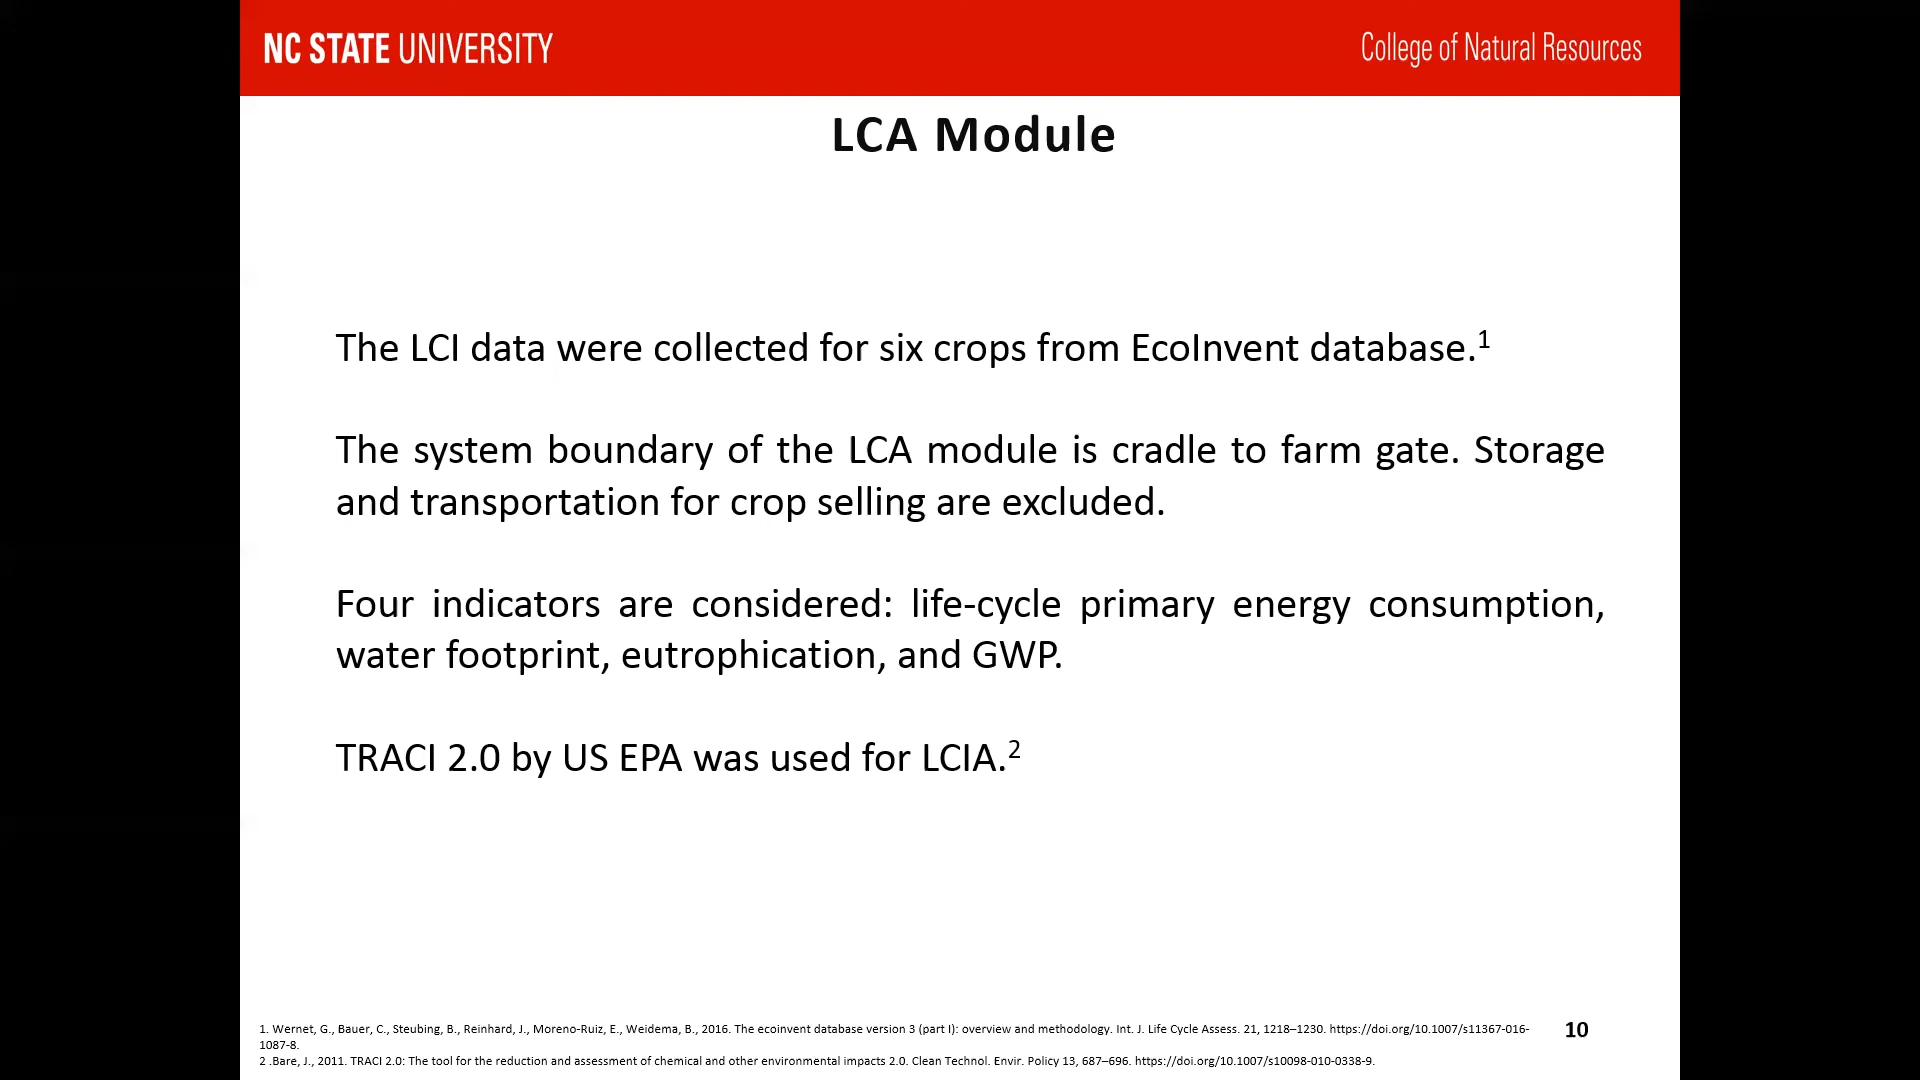 NC STATE UNIVERSITY
College of Natural Resources
LCA Module
The LCI data were collected for six crops from EcoInvent database.1
The system boundary of the LCA module is cradle to farm gate. Storage
and transportation for crop selling are excluded.
Four indicators are considered: life-cycle primary energy consumption,
water footprint, eutrophication, and GWP.
TRACI 2.0 by US EPA was used for LCIA.2
1. Wernet, G., Bauer, C., Steubing, B., Reinhard, J., Moreno-Ruiz, E., Weidema, B., 2016. The ecoinvent database version 3 (part I): overview and methodology. Int. J. Life Cycle Assess. 21, 1218–1230. https://doi.org/10.1007/s11367-016-
1087-8.
2 .Bare, J., 2011. TRACI 2.0: The tool for the reduction and assessment of chemical and other environmental impacts 2.0. Clean Technol. Envir. Policy 13, 687–696. https://doi.org/10.1007/s10098-010-0338-9.
10